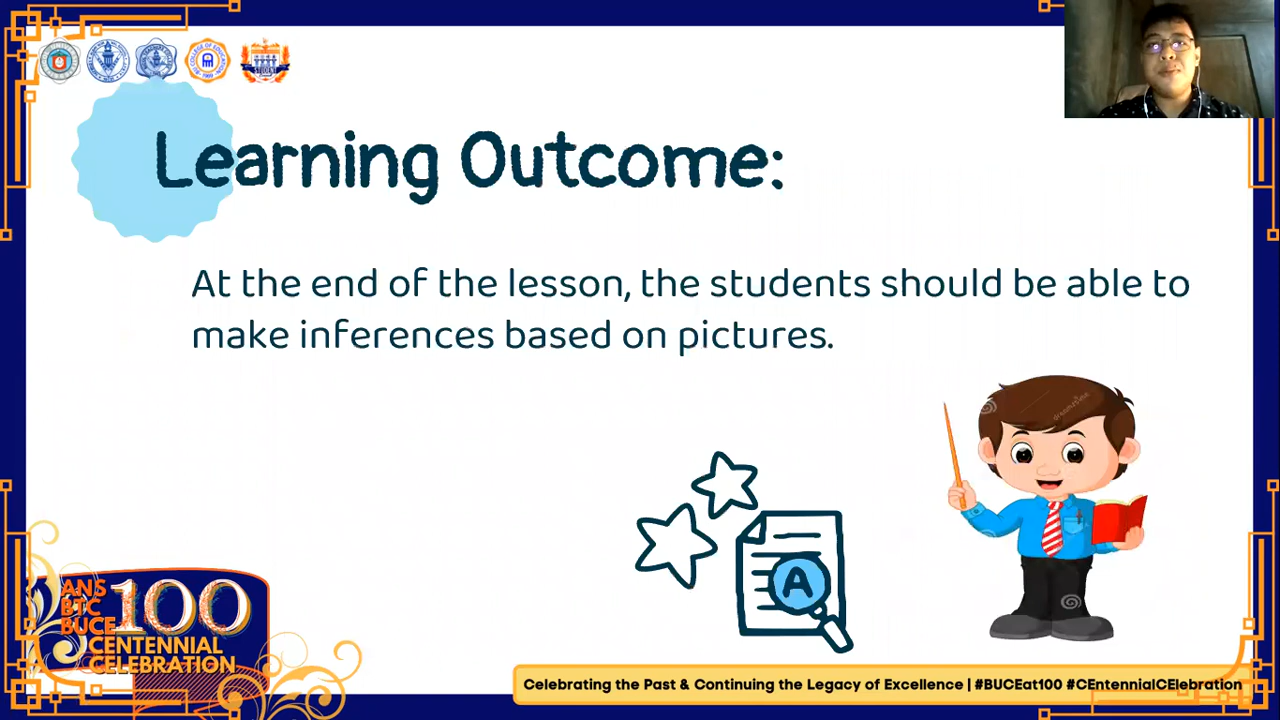 Learning Outcome:
At the end of the lesson, the students should be able to
make inferences based on pictures.
A
dreamstime
ANS
BTC
BUCE
100
CENTENNIAL
CELEBRATION
Celebrating the Past & Continuing the Legacy of Excellence | #BUCEat100 #CEntennialCElebration